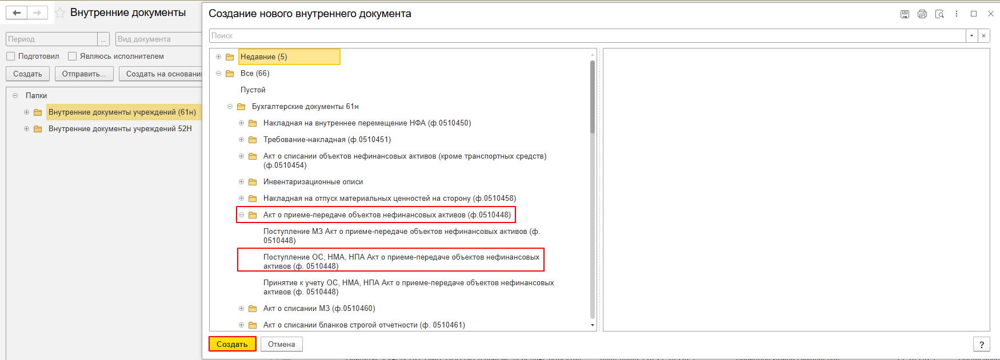 Внутренние документы
Период
...
Вид документа
Подготовил
Являюсь исполнителем
Создать
Отправить...
Создать на основани
Папки
Внутренние документы учреждений (61н)
Внутренние документы учреждений 52Н
Создание нового внутреннего документа
Поиск
Недавние (5)
Все (66)
Пустой
Бухгалтерские документы 61н
Накладная на внутреннее перемещение НФА (ф.0510450)
Требование-накладная (ф.0510451)
Акт о списании объектов нефинансовых активов (кроме транспортных средств)
(ф.0510454)
Инвентаризационные описи
Накладная на отпуск материальных ценностей на сторону (ф.0510458)
Акт о приеме-передаче объектов нефинансовых активов (ф.0510448)
Поступление МЗ Акт о приеме-передаче объектов нефинансовых активов (ф.
0510448)
Поступление ОС, НМА, НПА Акт о приеме-передаче объектов нефинансовых
активов (ф. 0510448)
Принятие к учету ОС, НМА, НПА Акт о приеме-передаче объектов нефинансовых
активов (ф. 0510448)
Акт о списании МЗ (ф.0510460)
Акт о списании бланков строгой отчетности (ф. 0510461)
Создать
Отмена
?